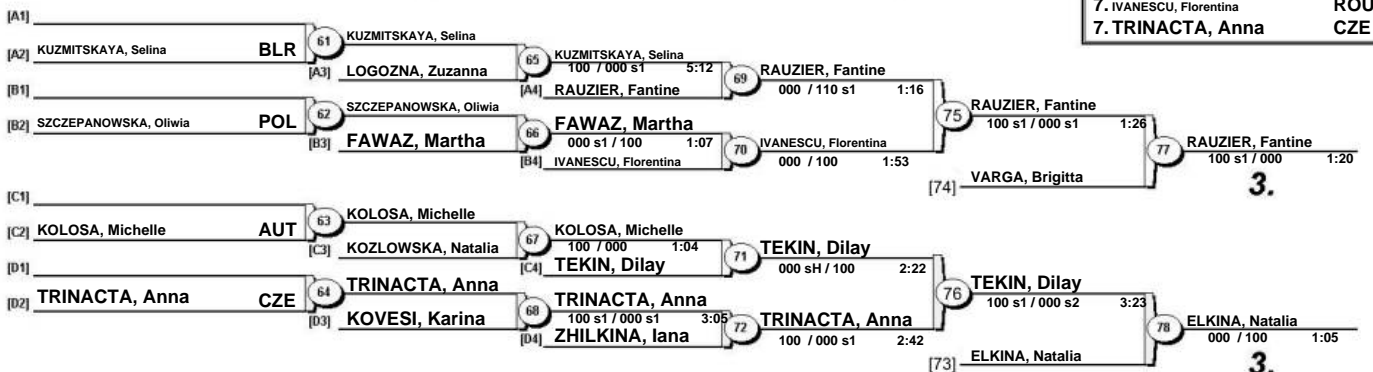 7. IVANESCU, Florentina ROU
7. TRINACTA, Anna CZE
[A1]
[A2] KUZMITSKAYA, Selina BLR
61
KUZMITSKAYA, Selina
[A3] LOGOZNA, Zuzanna
65
KUZMITSKAYA, Selina
100 / 000 s1 5:12
[A4] RAUZIER, Fantine
69
RAUZIER, Fantine
000 / 110 s1 1:16
[B1]
[B2] SZCZEPANOWSKA, Oliwia POL
62
SZCZEPANOWSKA, Oliwia
[B3] FAWAZ, Martha
66
FAWAZ, Martha
000 s1 / 100 1:07
[B4] IVANESCU, Florentina
70
IVANESCU, Florentina
000 / 100 1:53
75
RAUZIER, Fantine
100 s1 / 000 s1 1:26
[74] VARGA, Brigitta
77
RAUZIER, Fantine
100 s1 / 000 1:20
3.
[C1]
[C2] KOLOSA, Michelle AUT
63
KOLOSA, Michelle
[C3] KOZLOWSKA, Natalia
67
KOLOSA, Michelle
100 / 000 1:04
[C4] TEKIN, Dilay
71
TEKIN, Dilay
000 sH / 100 2:22
[D1]
[D2] TRINACTA, Anna CZE
64
TRINACTA, Anna
[D3] KOVESI, Karina
68
TRINACTA, Anna
100 s1 / 000 s1 3:05
[D4] ZHILKINA, Iana
72
TRINACTA, Anna
100 / 000 s1 2:42
76
TEKIN, Dilay
100 s1 / 000 s2 3:23
[73] ELKINA, Natalia
78
ELKINA, Natalia
000 / 100 1:05
3.